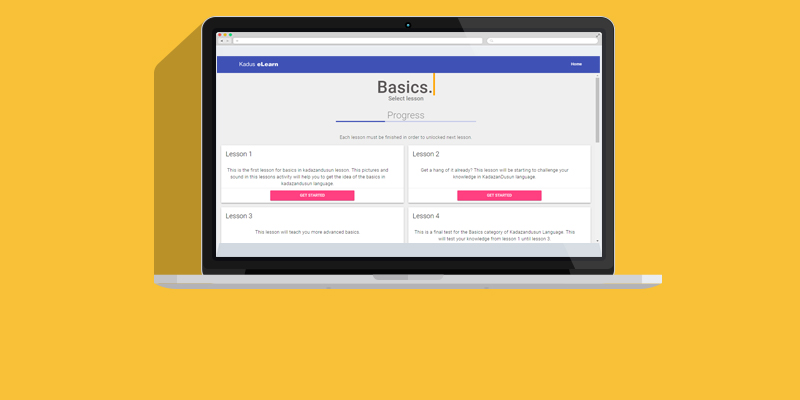 Kadus eLearn
Home
Basics.
Select lesson
Progress
Each lesson must be finished in order to unlocked next lesson.
Lesson 1
This is the first lesson for basics in kadazandusun lesson. This pictures and
sound in this lessons activity will help you to get the idea of the basics in
kadazandusun language.
GET STARTED
Lesson 2
Get a hang of it already? This lesson will be starting to challenge your
knowledge in KadazanDusun language.
GET STARTED
Lesson 3
This lesson will teach you more advanced basics.
Lesson 4
This is a final test for the Basics category of Kadazandusun Language. This
will test your knowledge from lesson 1 until lesson 3.